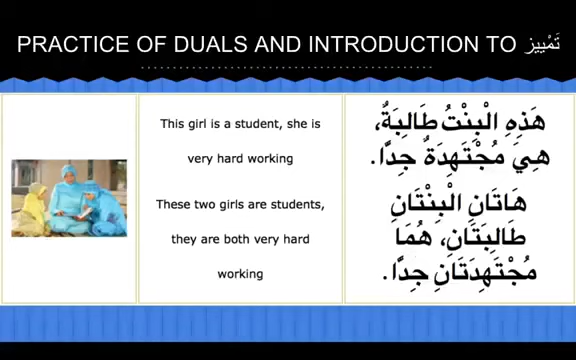 PRACTICE OF DUALS AND INTRODUCTION TO تَمْيِيز
This girl is a student, she is
very hard working
These two girls are students,
they are both very hard
working
هَذِهِ الْبِنْتُ طَالِبَةٌ،
هِيَ مُجْتَهِدَةٌ جِدًّا.
هَاتَانِ الْبِنْتَانِ
طَالِبَتَانِ، هُمَا
مُجْتَهِدَتَانِ جِدًّا.